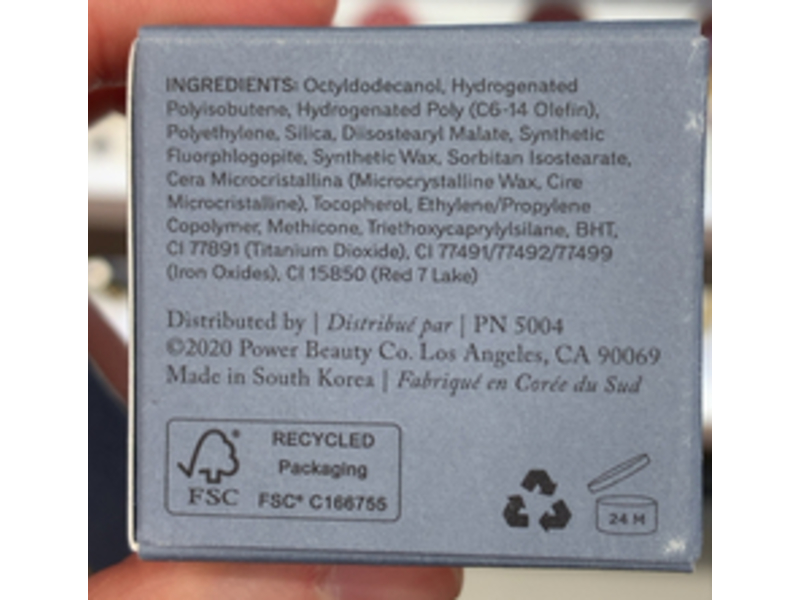 INGREDIENTS: Octyldodecanol, Hydrogenated
Polyisobutene, Hydrogenated Poly (C6-14 Olefin),
Polyethylene, Silica, Diisostearyl Malate, Synthetic
Fluorphlogopite, Synthetic Wax, Sorbitan Isostearate,
Cera Microcristallina (Microcrystalline Wax, Cire
Microcristalline), Tocopherol, Ethylene/Propylene
Copolymer, Methicone, Triethoxycaprylylsilane, BHT,
CI 77891 (Titanium Dioxide), CI 77491/77492/77499
(Iron Oxides), CI 15850 (Red 7 Lake)
Distributed by | Distribué par | PN 5004
©2020 Power Beauty Co. Los Angeles, CA 90069
Made in South Korea | Fabriqué en Corée du Sud
RECYCLED
Packaging
FSC® C166755
FSC
24 M